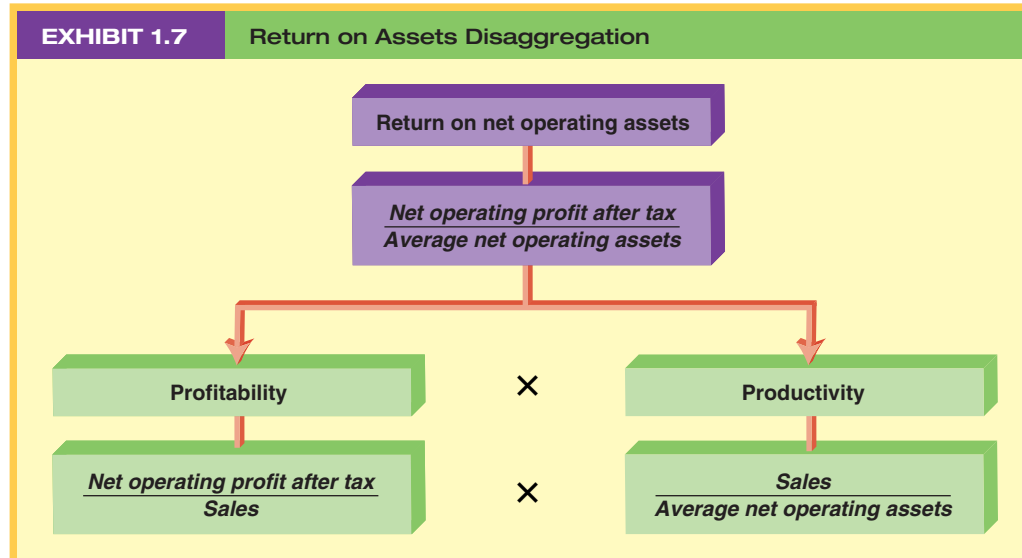 EXHIBIT 1.7 Return on Assets Disaggregation
Return on net operating assets
Net operating profit after tax
Average net operating assets
Profitability × Productivity
Net operating profit after tax
Sales
×
Sales
Average net operating assets